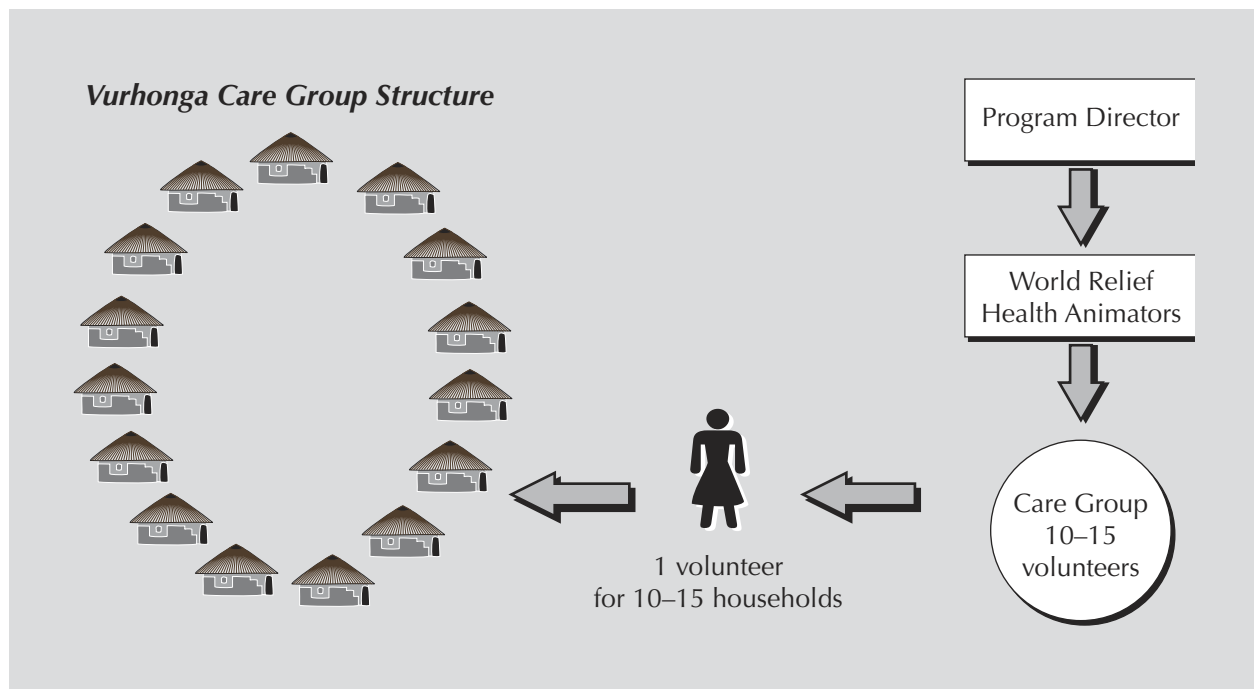 Vurhonga Care Group Structure
Program Director
World Relief
Health Animators
Care Group
10–15
volunteers
1 volunteer
for 10–15 households